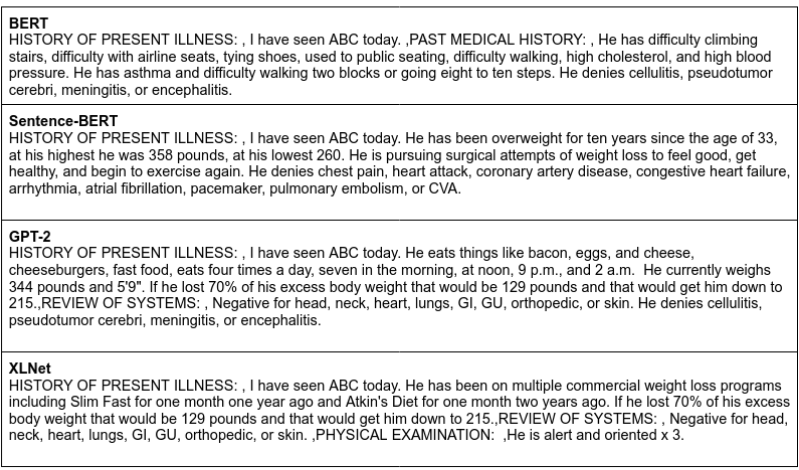 BERT
HISTORY OF PRESENT ILLNESS: , I have seen ABC today. ,PAST MEDICAL HISTORY: , He has difficulty climbing
stairs, difficulty with airline seats, tying shoes, used to public seating, difficulty walking, high cholesterol, and high blood
pressure. He has asthma and difficulty walking two blocks or going eight to ten steps. He denies cellulitis, pseudotumor
cerebri, meningitis, or encephalitis.
Sentence-BERT
HISTORY OF PRESENT ILLNESS: , I have seen ABC today. He has been overweight for ten years since the age of 33,
at his highest he was 358 pounds, at his lowest 260. He is pursuing surgical attempts of weight loss to feel good, get
healthy, and begin to exercise again. He denies chest pain, heart attack, coronary artery disease, congestive heart failure,
arrhythmia, atrial fibrillation, pacemaker, pulmonary embolism, or CVA.
GPT-2
HISTORY OF PRESENT ILLNESS: , I have seen ABC today. He eats things like bacon, eggs, and cheese,
cheeseburgers, fast food, eats four times a day, seven in the morning, at noon, 9 p.m., and 2 a.m.  He currently weighs
344 pounds and 5'9". If he lost 70% of his excess body weight that would be 129 pounds and that would get him down to
215.,REVIEW OF SYSTEMS: , Negative for head, neck, heart, lungs, GI, GU, orthopedic, or skin. He denies cellulitis,
pseudotumor cerebri, meningitis, or encephalitis.
XLNet
HISTORY OF PRESENT ILLNESS: , I have seen ABC today. He has been on multiple commercial weight loss programs
including Slim Fast for one month one year ago and Atkin's Diet for one month two years ago. If he lost 70% of his excess
body weight that would be 129 pounds and that would get him down to 215.,REVIEW OF SYSTEMS: , Negative for head,
neck, heart, lungs, GI, GU, orthopedic, or skin. ,PHYSICAL EXAMINATION:  ,He is alert and oriented x 3.